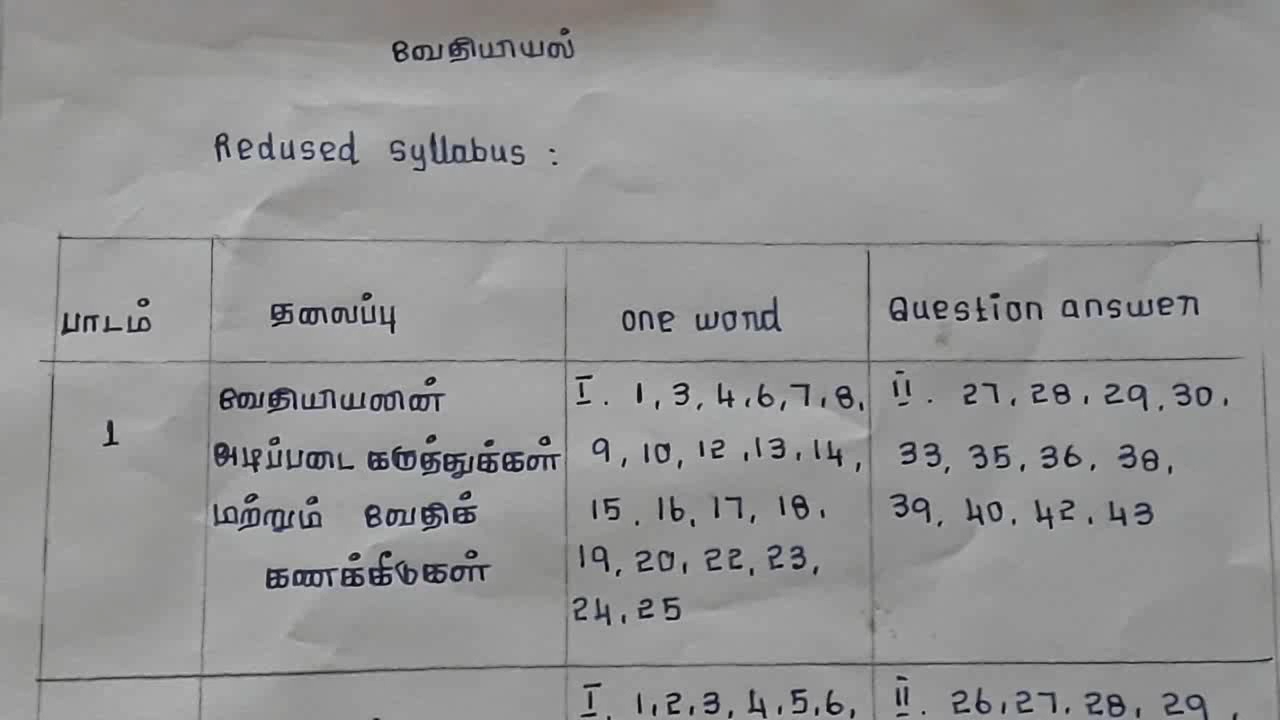 வேதியாயல்
Redused syllabus :
பாடம் தலைப்பு one word Question answer
1 வேதியாயனன் I. 1, 3, 4, 6, 7, 8, II. 27, 28, 29, 30,
அடிப்படை கருத்துக்கள் 9, 10, 12, 13, 14, 33, 35, 36, 38,
மற்றும் வேதிக் 15, 16, 17, 18, 39, 40, 42, 43
கணக்கீடுகள் 19, 20, 22, 23,
24, 25
I. 1, 2, 3, 4, 5, 6, II. 26, 27, 28, 29,